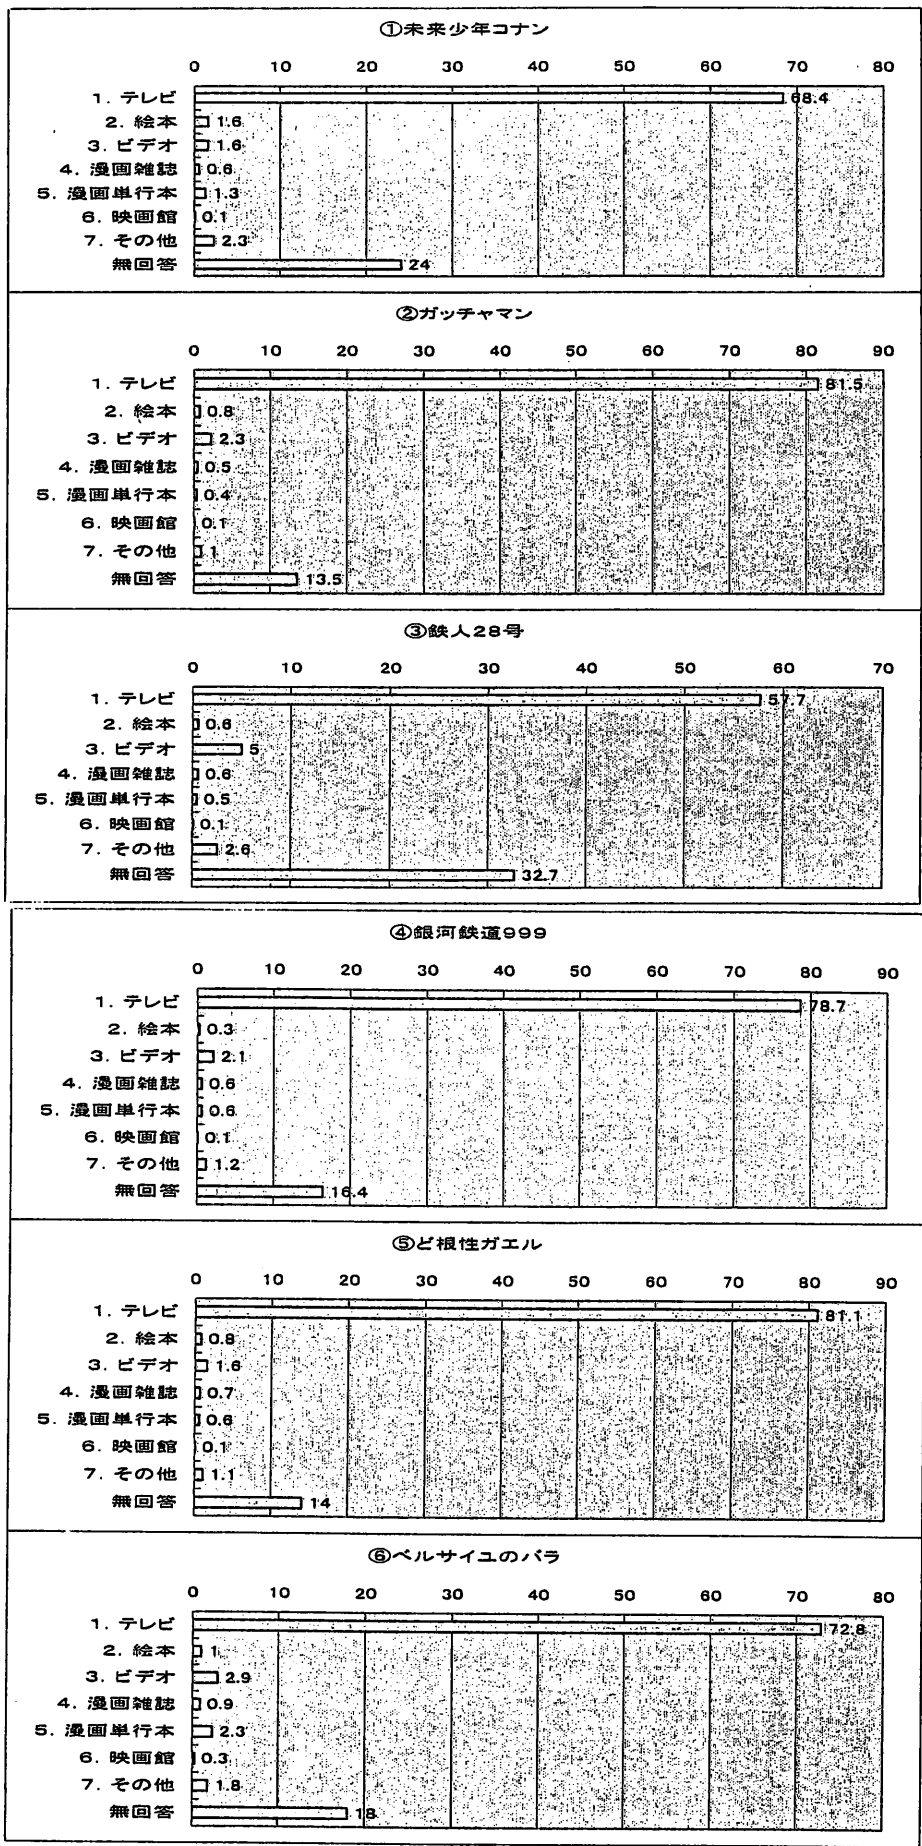 ①未来少年コナン
0 10 20 30 40 50 60 70 80
1. テレビ 68.4
2. 絵本 1.6
3. ビデオ 1.6
4. 漫画雑誌 0.6
5. 漫画単行本 1.3
6. 映画館 0.1
7. その他 2.3
無回答 24
②ガッチャマン
0 10 20 30 40 50 60 70 80 90
1. テレビ 81.5
2. 絵本 0.8
3. ビデオ 2.3
4. 漫画雑誌 0.5
5. 漫画単行本 0.4
6. 映画館 0.1
7. その他 1
無回答 13.5
③鉄人28号
0 10 20 30 40 50 60 70
1. テレビ 57.7
2. 絵本 0.6
3. ビデオ 5
4. 漫画雑誌 0.6
5. 漫画単行本 0.5
6. 映画館 0.1
7. その他 2.6
無回答 32.7
④銀河鉄道999
0 10 20 30 40 50 60 70 80 90
1. テレビ 78.7
2. 絵本 0.3
3. ビデオ 2.1
4. 漫画雑誌 0.6
5. 漫画単行本 0.6
6. 映画館 0.1
7. その他 1.2
無回答 16.4
⑤ど根性ガエル
0 10 20 30 40 50 60 70 80 90
1. テレビ 81.1
2. 絵本 0.8
3. ビデオ 1.6
4. 漫画雑誌 0.7
5. 漫画単行本 0.6
6. 映画館 0.1
7. その他 1.1
無回答 14
⑥ベルサイユのバラ
0 10 20 30 40 50 60 70 80
1. テレビ 72.8
2. 絵本 1
3. ビデオ 2.9
4. 漫画雑誌 0.9
5. 漫画単行本 2.3
6. 映画館 0.3
7. その他 1.8
無回答 18